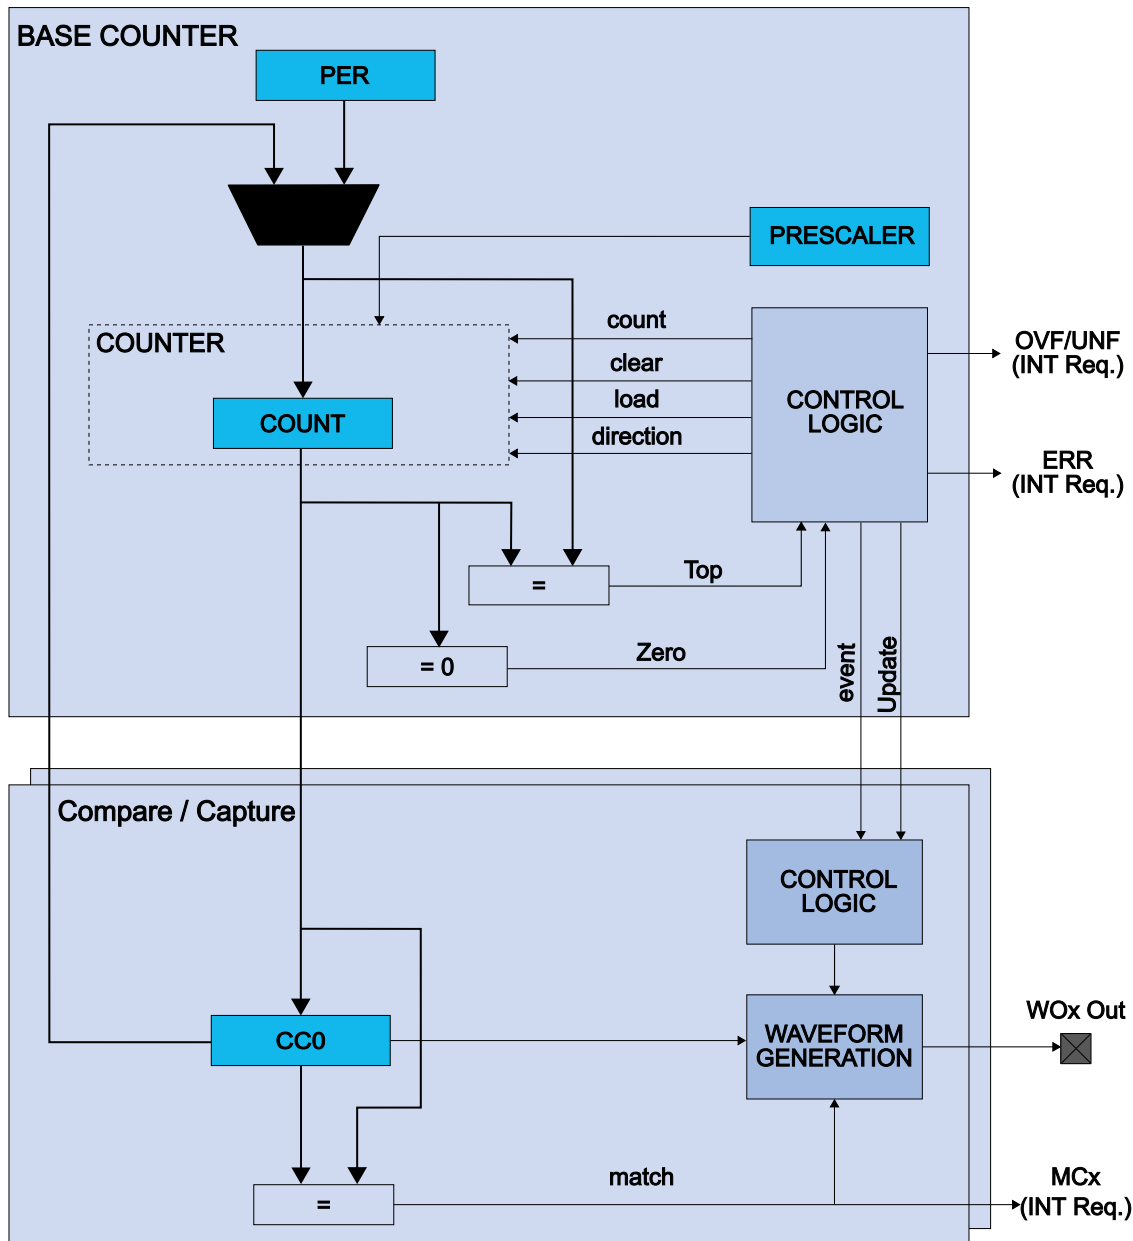 BASE COUNTER
PER
PRESCALER
COUNTER
count
clear
load
direction
COUNT
CONTROL
LOGIC
OVF/UNF
(INT Req.)
ERR
(INT Req.)
=
Top
= 0
Zero
event
Update
Compare / Capture
CONTROL
LOGIC
CC0
WAVEFORM
GENERATION
WOx Out
=
match
MCx
(INT Req.)